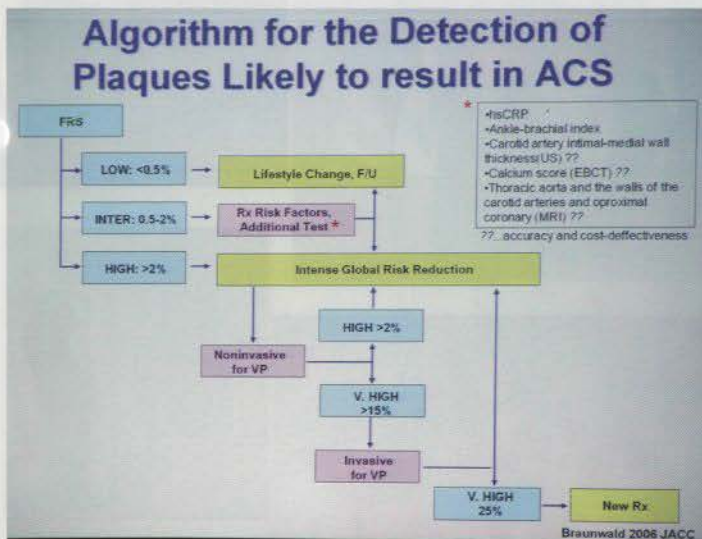 Algorithm for the Detection of
Plaques Likely to result in ACS
FRS
LOW: <0.5%
Lifestyle Change, F/U
INTER: 0.5-2%
Rx Risk Factors,
Additional Test *
HIGH: >2%
Intense Global Risk Reduction
*
•hsCRP
•Ankle-brachial index
•Carotid artery intimal-medial wall
thickness(US) ??
•Calcium score (EBCT) ??
•Thoracic aorta and the walls of the
carotid arteries and oproximal
coronary (MRI) ??
??...accuracy and cost-deffectiveness
HIGH >2%
Noninvasive
for VP
V. HIGH
>15%
Invasive
for VP
V. HIGH
25%
New Rx
Braunwald 2006 JACC